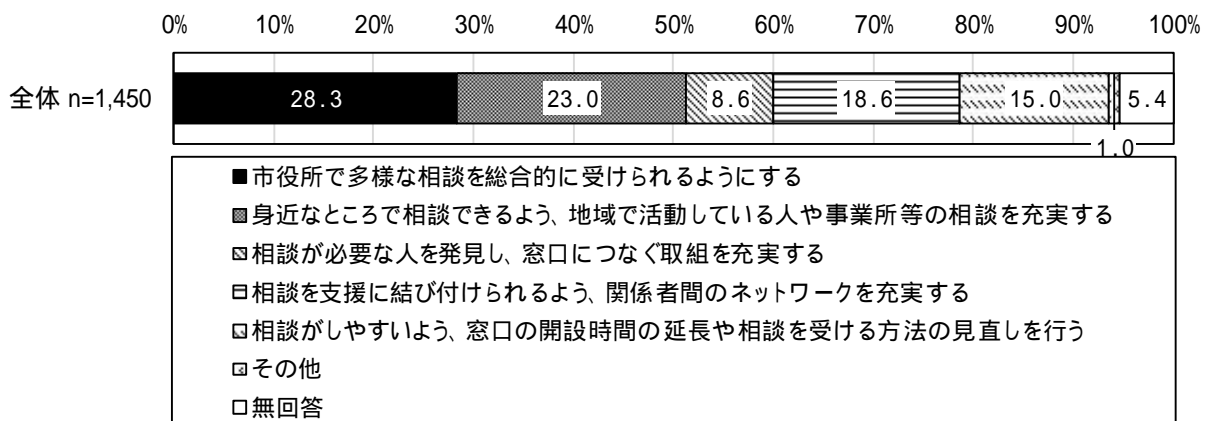 0% 10% 20% 30% 40% 50% 60% 70% 80% 90% 100%
全体 n=1,450 28.3 23.0 8.6 18.6 15.0 5.4
1.0
■市役所で多様な相談を総合的に受けられるようにする
身近なところで相談できるよう、地域で活動している人や事業所等の相談を充実する
相談が必要な人を発見し、窓口につなぐ取組を充実する
相談を支援に結び付けられるよう、関係者間のネットワークを充実する
相談がしやすいよう、窓口の開設時間の延長や相談を受ける方法の見直しを行う
その他
□無回答